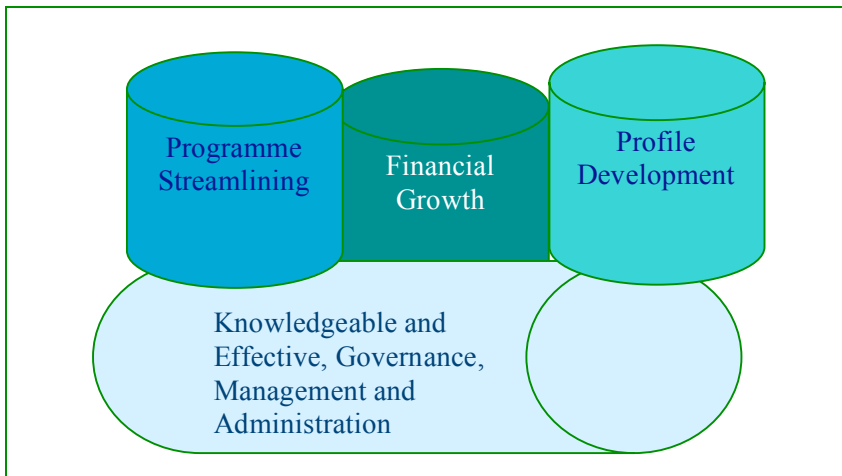 Programme
Streamlining
Financial
Growth
Profile
Development
Knowledgeable and
Effective, Governance,
Management and
Administration